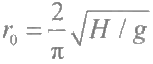 r₀ = 2/π √(H / g)